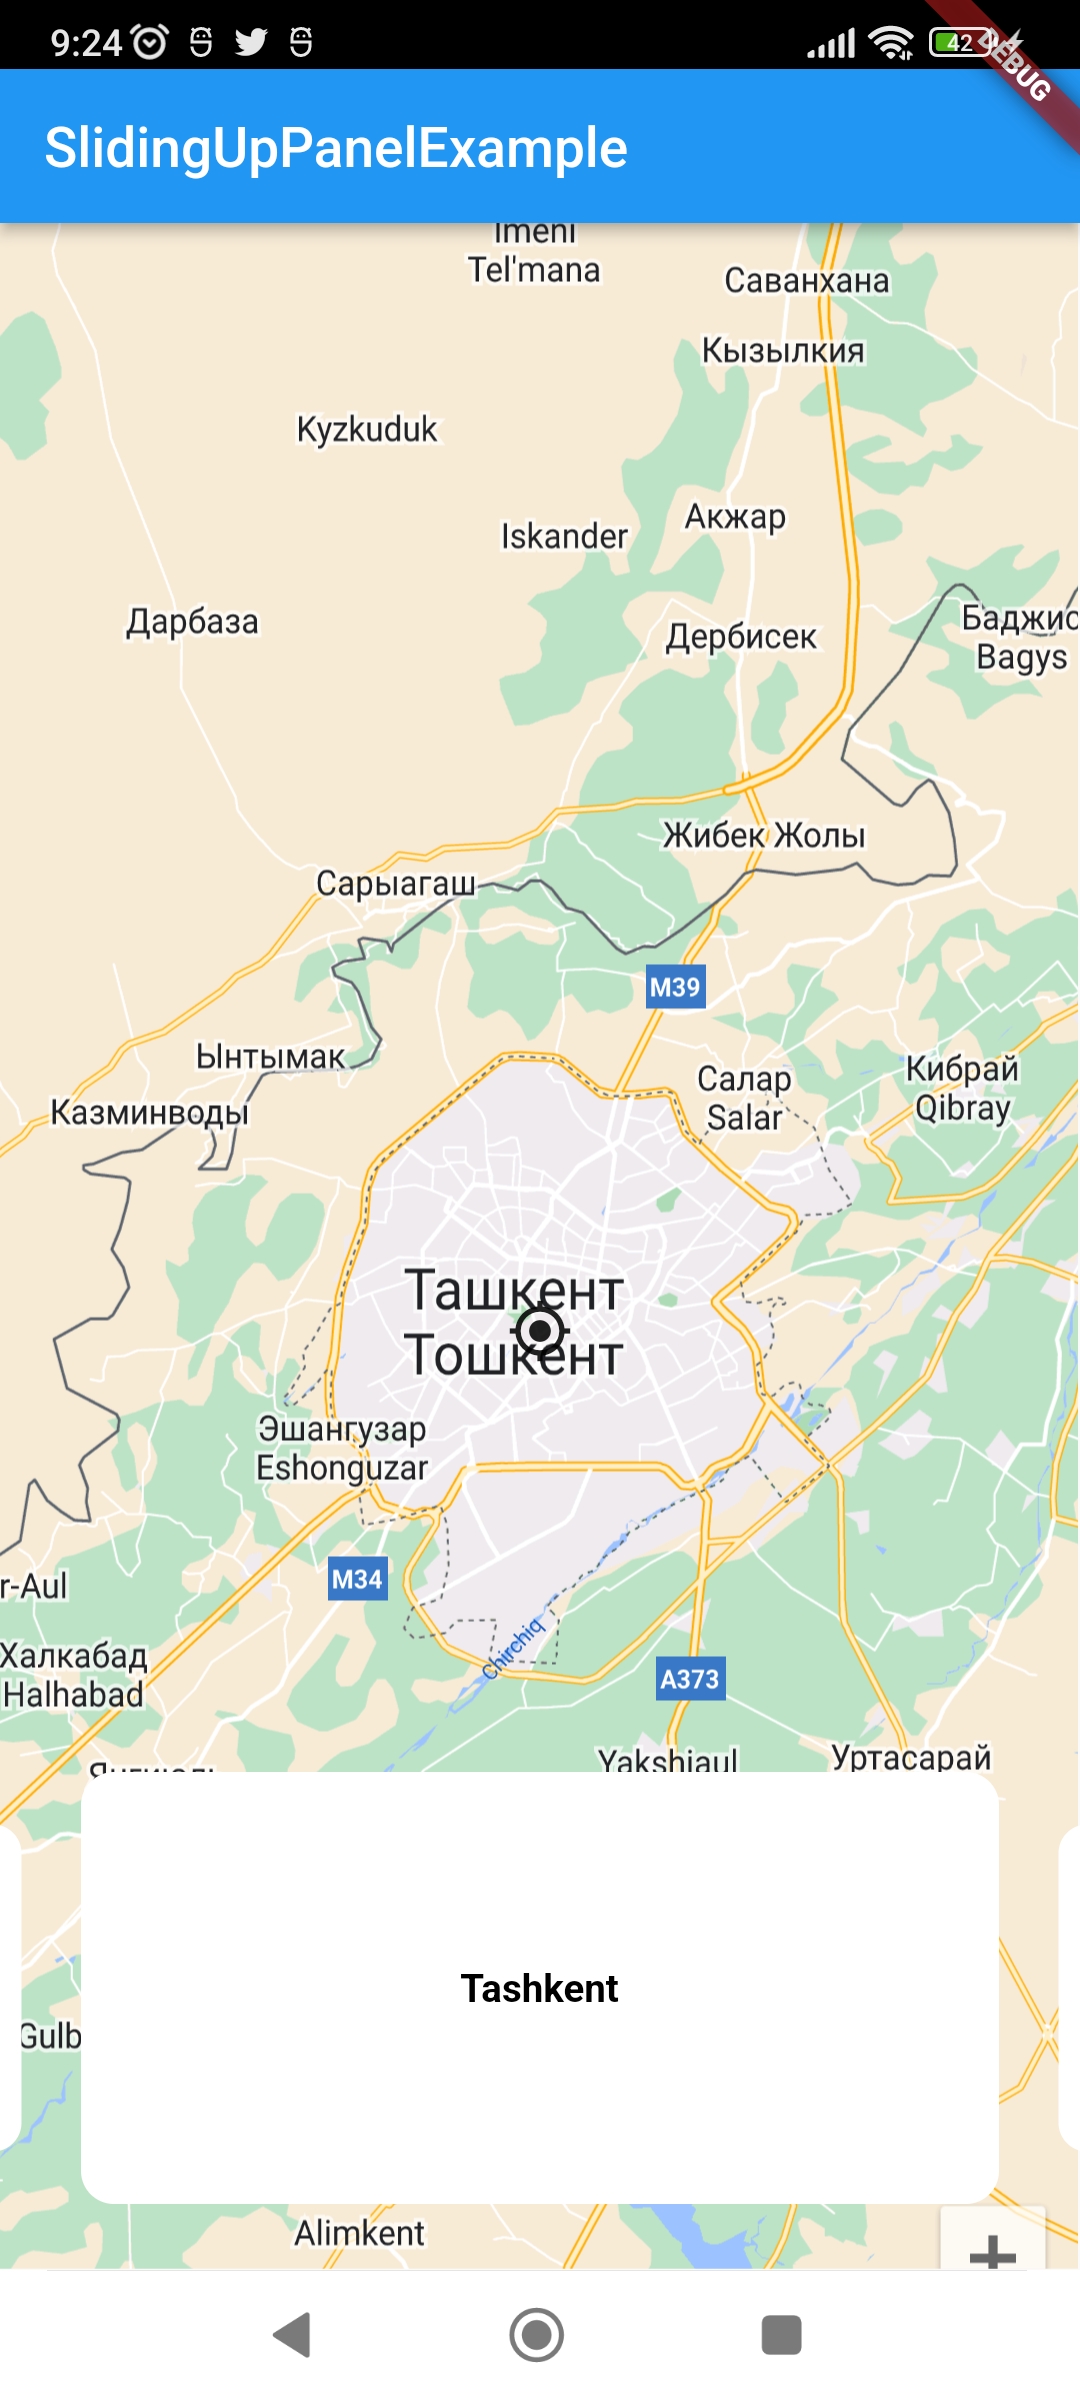 9:24
42
DEBUG
SlidingUpPanelExample
Imeni
Tel'mana
Саванхана
Кызылкия
Kyzkuduk
Акжар
Iskander
Дарбаза
Дербисек
Баджис
Bagys
Жибек Жолы
Сарыагаш
M39
Ынтымак
Салар
Salar
Кибрай
Qibray
Казминводы
Ташкент
Тошкент
Эшангузар
Eshonguzar
M34
r-Aul
Chirchiq
Халкабад
Halhabad
A373
Yakshiaul
Уртасарай
Tashkent
Gulb
Alimkent